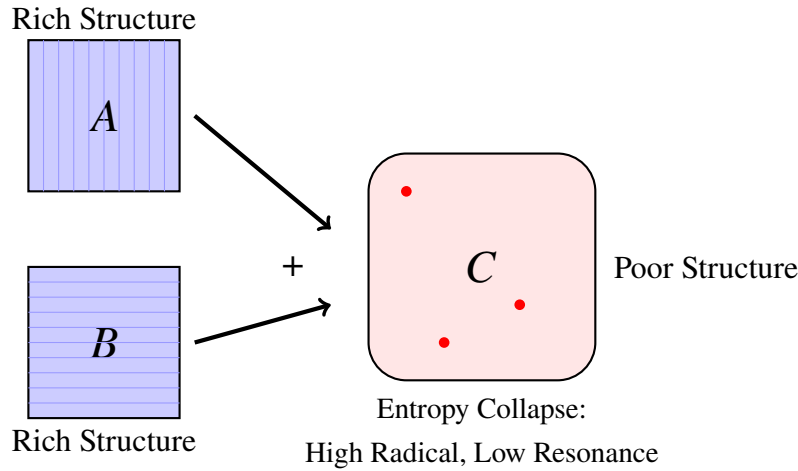 Rich Structure
A
+
C
Poor Structure
B
Rich Structure
Entropy Collapse:
High Radical, Low Resonance